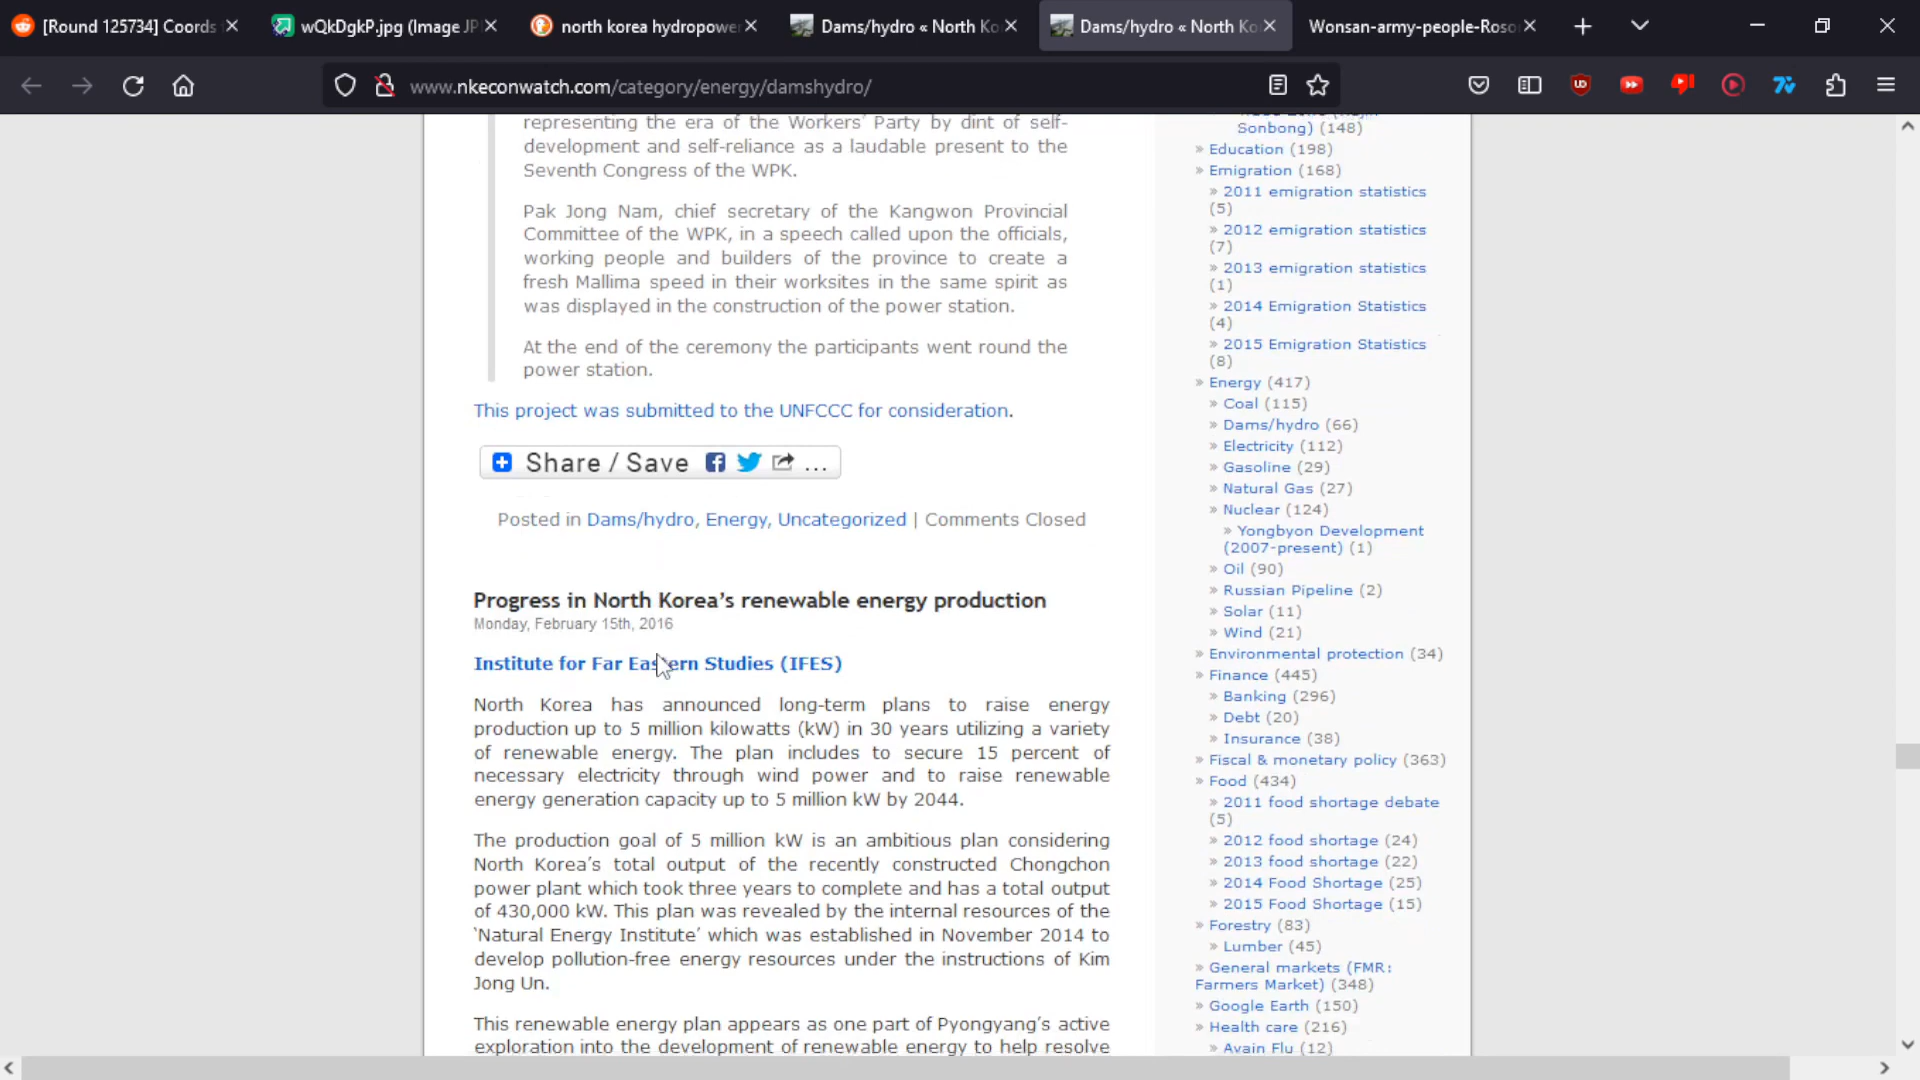 [Round 125734] Coords
wQkDgkP.jpg (Image JP
north korea hydropowe
Dams/hydro « North Ko
Dams/hydro « North Ko
Wonsan-army-people-Roso
www.nkeconwatch.com/category/energy/damshydro/
representing the era of the Workers' Party by dint of self-
development and self-reliance as a laudable present to the
Seventh Congress of the WPK.
Pak Jong Nam, chief secretary of the Kangwon Provincial
Committee of the WPK, in a speech called upon the officials,
working people and builders of the province to create a
fresh Mallima speed in their worksites in the same spirit as
was displayed in the construction of the power station.
At the end of the ceremony the participants went round the
power station.
This project was submitted to the UNFCCC for consideration.
Share / Save ...
Posted in Dams/hydro, Energy, Uncategorized | Comments Closed
Progress in North Korea's renewable energy production
Monday, February 15th, 2016
Institute for Far Eastern Studies (IFES)
North Korea has announced long-term plans to raise energy
production up to 5 million kilowatts (kW) in 30 years utilizing a variety
of renewable energy. The plan includes to secure 15 percent of
necessary electricity through wind power and to raise renewable
energy generation capacity up to 5 million kW by 2044.
The production goal of 5 million kW is an ambitious plan considering
North Korea's total output of the recently constructed Chongchon
power plant which took three years to complete and has a total output
of 430,000 kW. This plan was revealed by the internal resources of the
'Natural Energy Institute' which was established in November 2014 to
develop pollution-free energy resources under the instructions of Kim
Jong Un.
This renewable energy plan appears as one part of Pyongyang's active
exploration into the development of renewable energy to help resolve
Sonbong) (148)
» Education (198)
» Emigration (168)
» 2011 emigration statistics
(5)
» 2012 emigration statistics
(7)
» 2013 emigration statistics
(1)
» 2014 Emigration Statistics
(4)
» 2015 Emigration Statistics
(8)
» Energy (417)
» Coal (115)
» Dams/hydro (66)
» Electricity (112)
» Gasoline (29)
» Natural Gas (27)
» Nuclear (124)
» Yongbyon Development
(2007-present) (1)
» Oil (90)
» Russian Pipeline (2)
» Solar (11)
» Wind (21)
» Environmental protection (34)
» Finance (445)
» Banking (296)
» Debt (20)
» Insurance (38)
» Fiscal & monetary policy (363)
» Food (434)
» 2011 food shortage debate
(5)
» 2012 food shortage (24)
» 2013 food shortage (22)
» 2014 Food Shortage (25)
» 2015 Food Shortage (15)
» Forestry (83)
» Lumber (45)
» General markets (FMR:
Farmers Market) (348)
» Google Earth (150)
» Health care (216)
» Avain Flu (12)